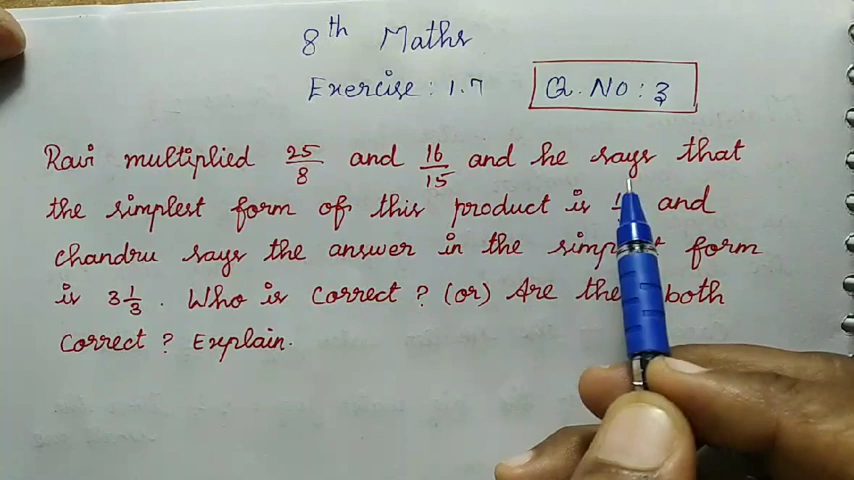 8th Maths
Exercise : 1.7 Q. No : 3
Ravi multiplied 25/8 and 16/15 and he says that
the simplest form of this product is and
chandru says the answer in the simplest form
is 3 1/3 . Who is correct ? (or) Are both
correct ? Explain.